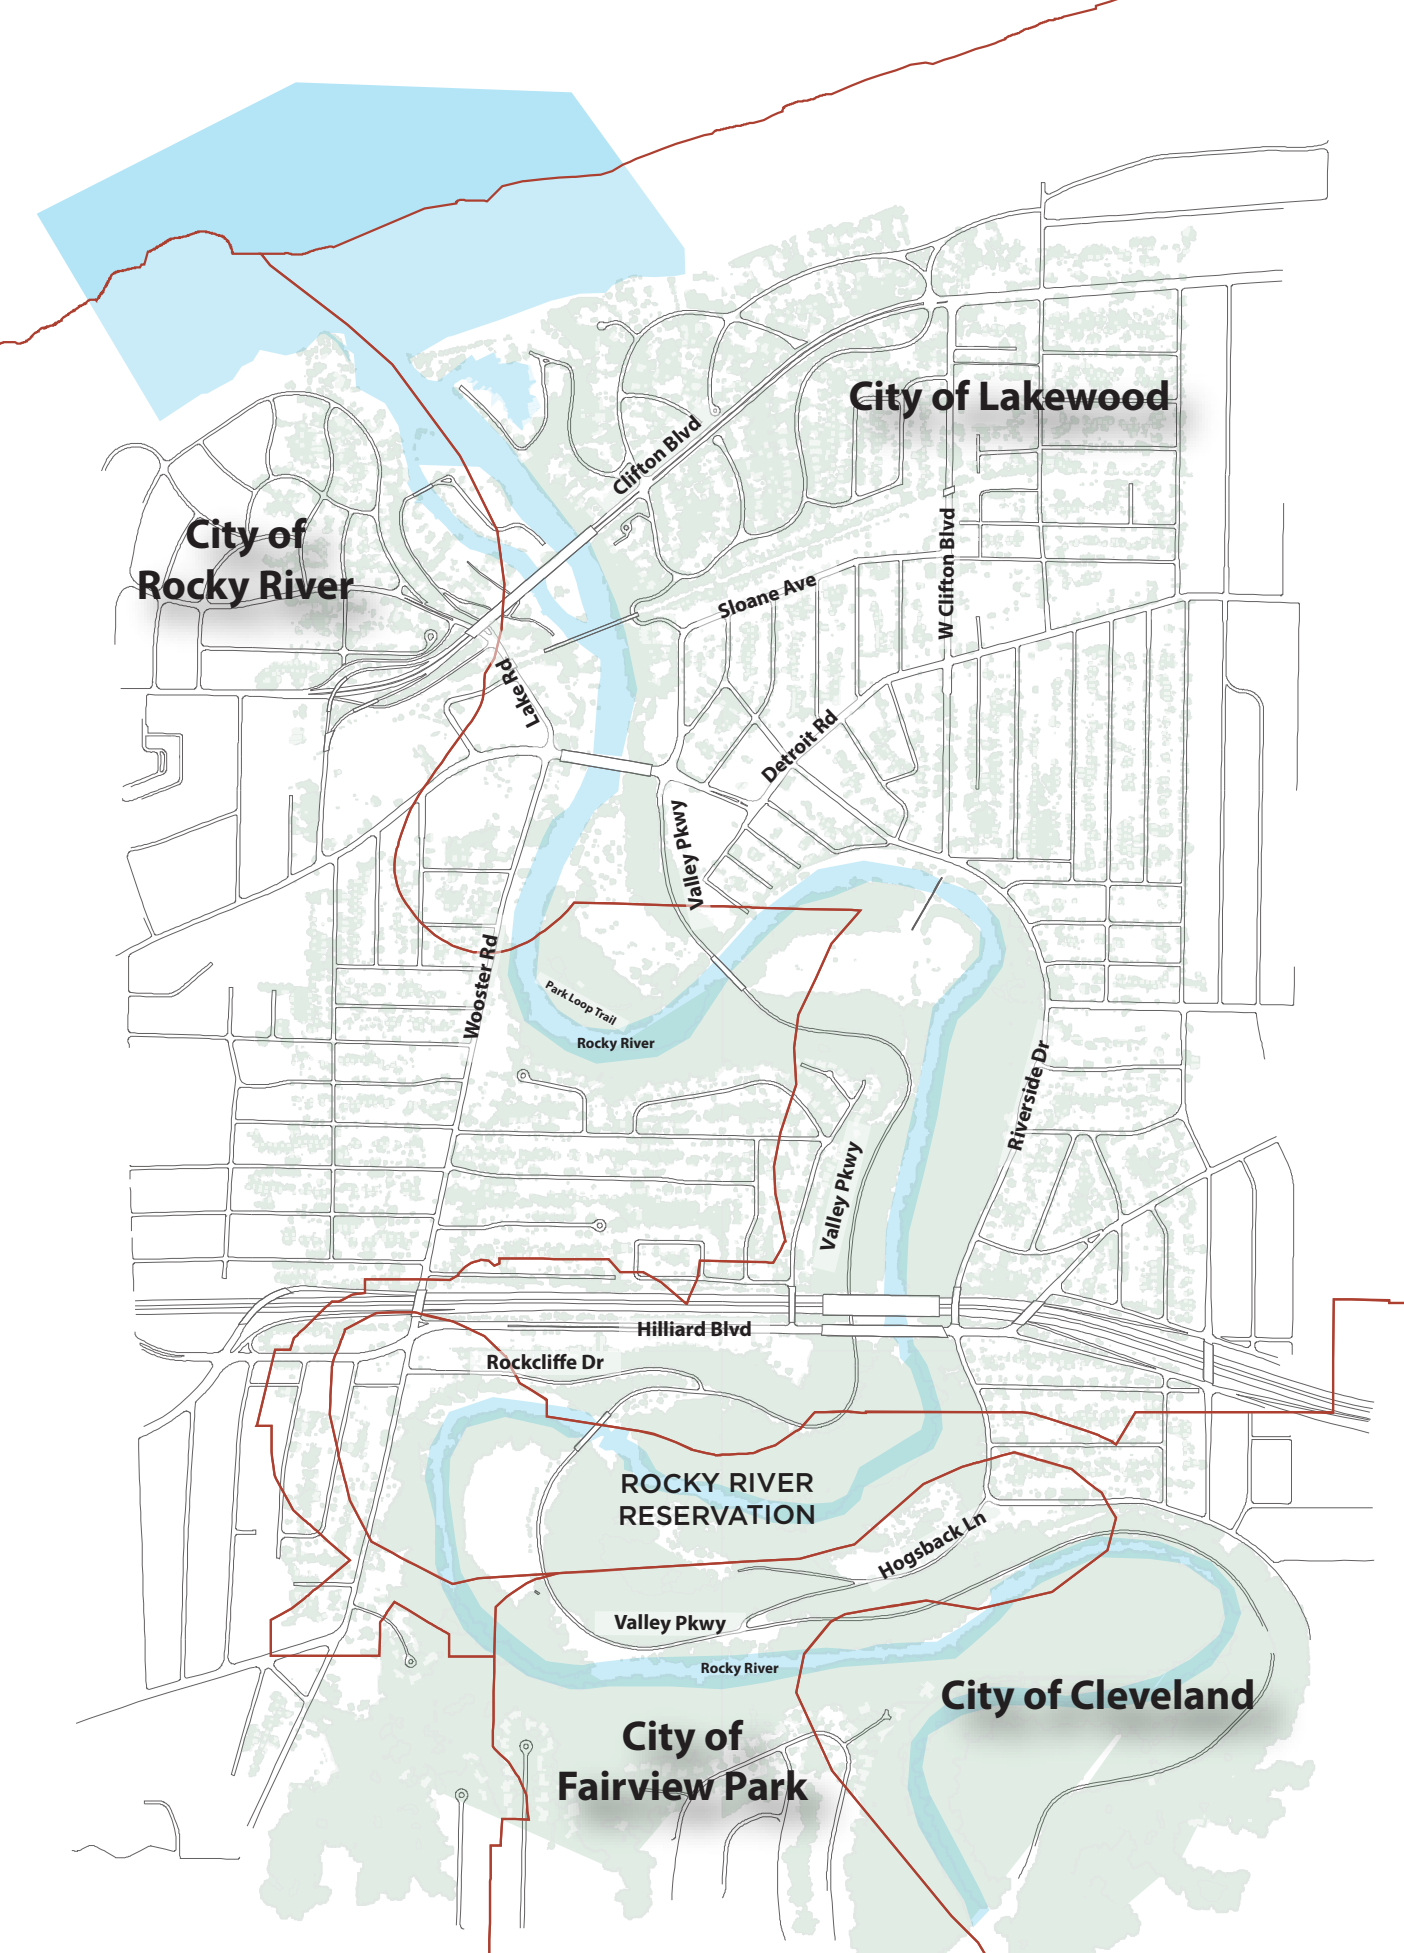 City of Lakewood
Clifton Blvd
City of
Rocky River
W Clifton Blvd
Sloane Ave
Lake Rd
Detroit Rd
Valley Pkwy
Wooster Rd
Park Loop Trail
Rocky River
Riverside Dr
Valley Pkwy
Hilliard Blvd
Rockcliffe Dr
ROCKY RIVER
RESERVATION
Hogsback Ln
Valley Pkwy
Rocky River
City of Cleveland
City of
Fairview Park